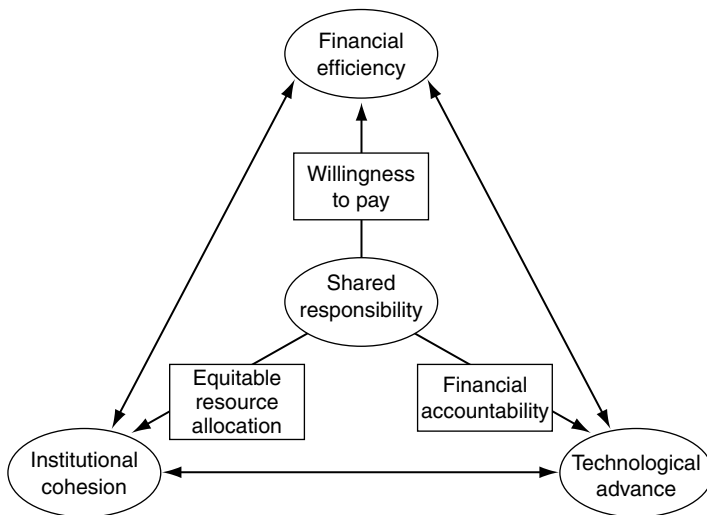 Financial
efficiency
Willingness
to pay
Shared
responsibility
Equitable
resource
allocation
Financial
accountability
Institutional
cohesion
Technological
advance